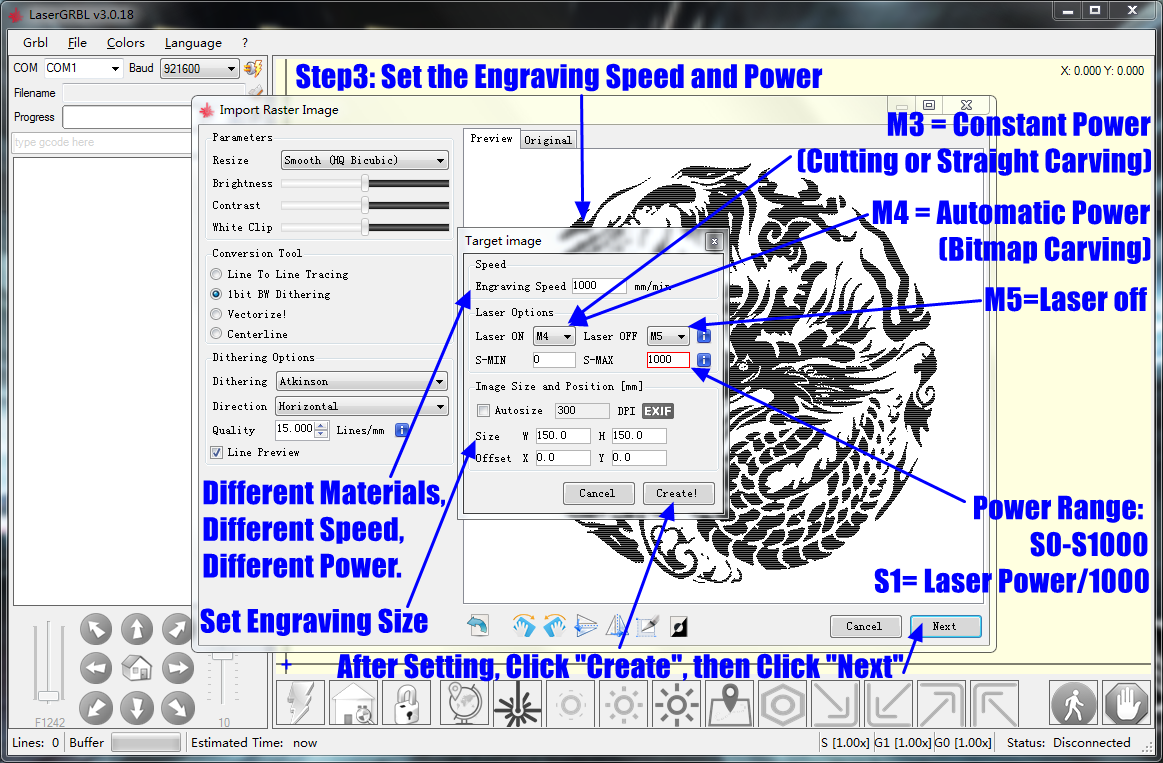 LaserGRBL v3.0.18
Grbl File Colors Language ?
COM COM1 Baud 921600
Filename
Progress
type gcode here
X: 0.000 Y: 0.000
Step3: Set the Engraving Speed and Power
Import Raster Image
Parameters
Resize Smooth (HQ Bicubic)
Brightness
Contrast
White Clip
Conversion Tool
Line To Line Tracing
1bit BW Dithering
Vectorize!
Centerline
Dithering Options
Dithering Atkinson
Direction Horizontal
Quality 15.000 Lines/mm
Line Preview
Preview Original
M3 = Constant Power
(Cutting or Straight Carving)
M4 = Automatic Power
(Bitmap Carving)
M5=Laser off
Target image
Speed
Engraving Speed 1000 mm/min
Laser Options
Laser ON M4 Laser OFF M5
S-MIN 0 S-MAX 1000
Image Size and Position [mm]
Autosize 300 DPI EXIF
Size W 150.0 H 150.0
Offset X 0.0 Y 0.0
Cancel Create!
Different Materials,
Different Speed,
Different Power.
Set Engraving Size
Power Range:
S0-S1000
S1= Laser Power/1000
Cancel Next
After Setting, Click "Create", then Click "Next"
F1242 10
Lines: 0 Buffer Estimated Time: now S [1.00x] G1 [1.00x] G0 [1.00x] Status: Disconnected